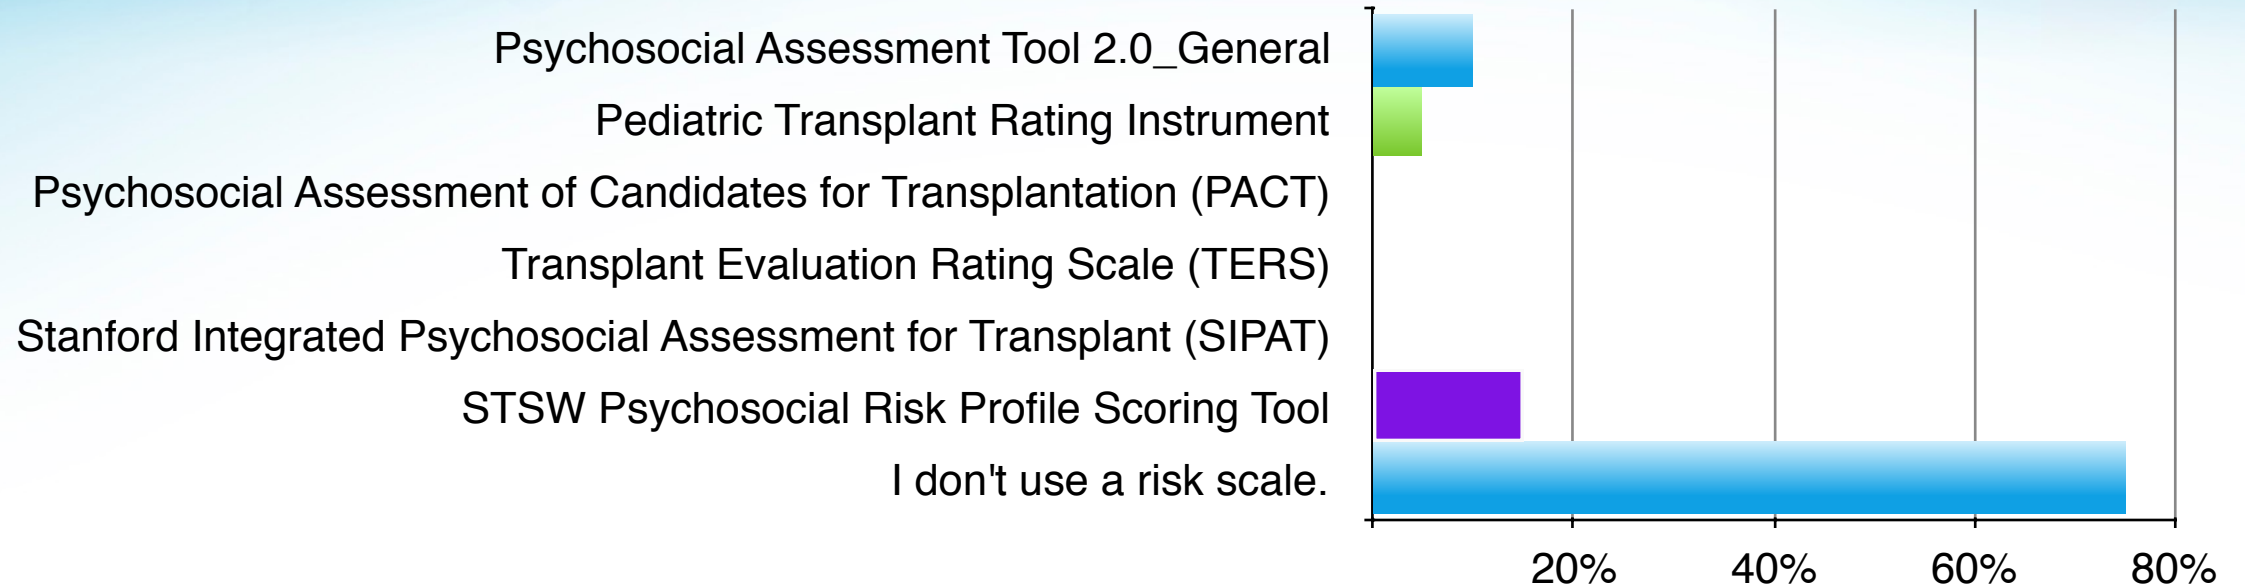 Psychosocial Assessment Tool 2.0_General
Pediatric Transplant Rating Instrument
Psychosocial Assessment of Candidates for Transplantation (PACT)
Transplant Evaluation Rating Scale (TERS)
Stanford Integrated Psychosocial Assessment for Transplant (SIPAT)
STSW Psychosocial Risk Profile Scoring Tool
I don't use a risk scale.
20% 40% 60% 80%